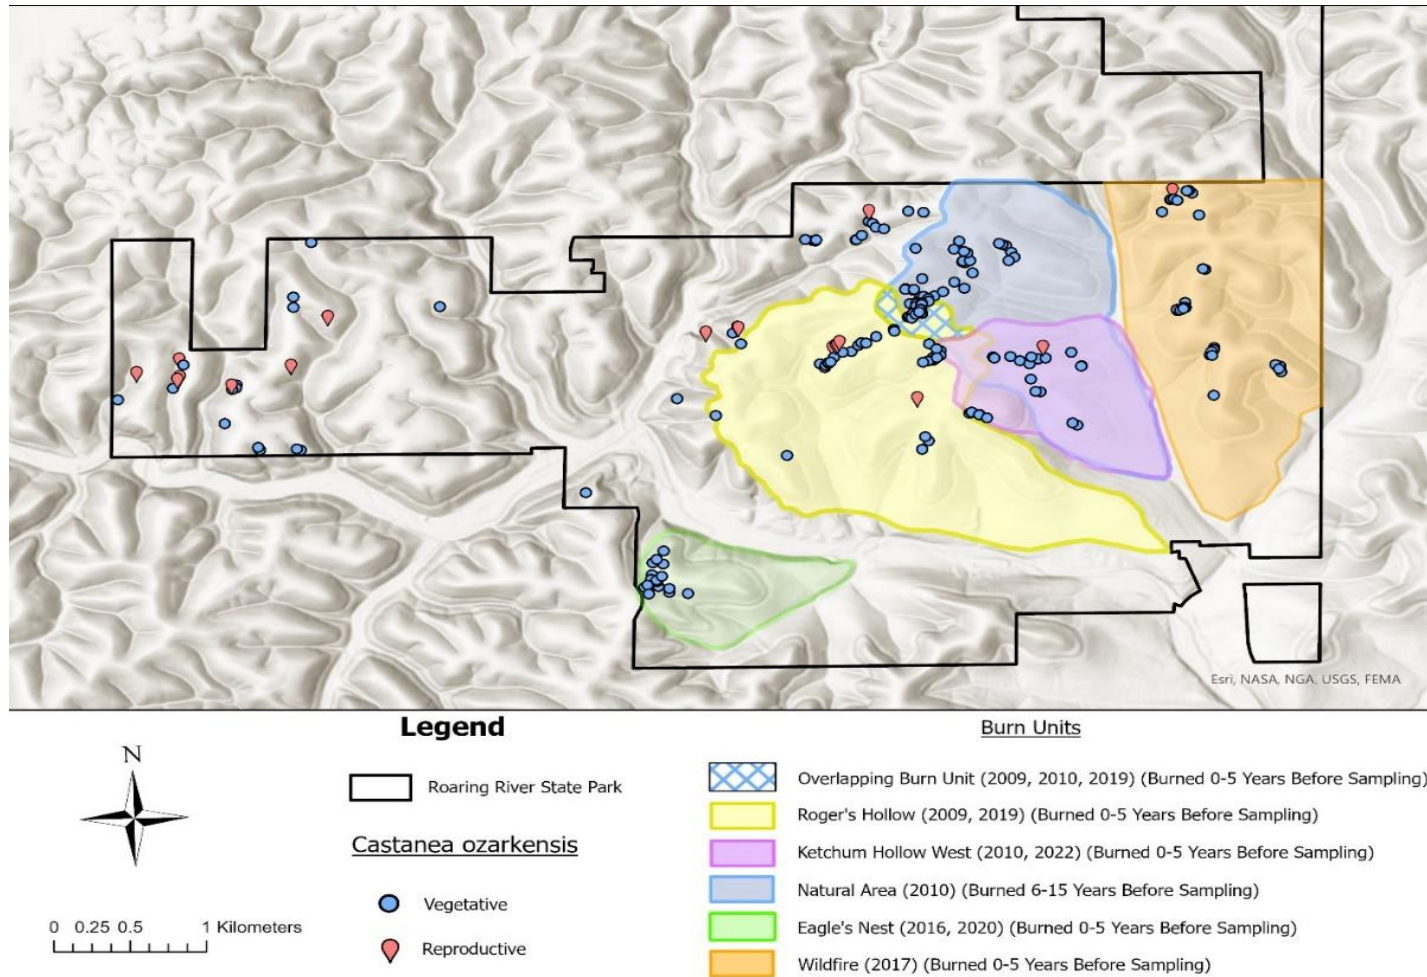 Esri, NASA, NGA, USGS, FEMA
Legend
N
Roaring River State Park
Castanea ozarkensis
Vegetative
Reproductive
0 0.25 0.5 1 Kilometers
Burn Units
Overlapping Burn Unit (2009, 2010, 2019) (Burned 0-5 Years Before Sampling)
Roger's Hollow (2009, 2019) (Burned 0-5 Years Before Sampling)
Ketchum Hollow West (2010, 2022) (Burned 0-5 Years Before Sampling)
Natural Area (2010) (Burned 6-15 Years Before Sampling)
Eagle's Nest (2016, 2020) (Burned 0-5 Years Before Sampling)
Wildfire (2017) (Burned 0-5 Years Before Sampling)